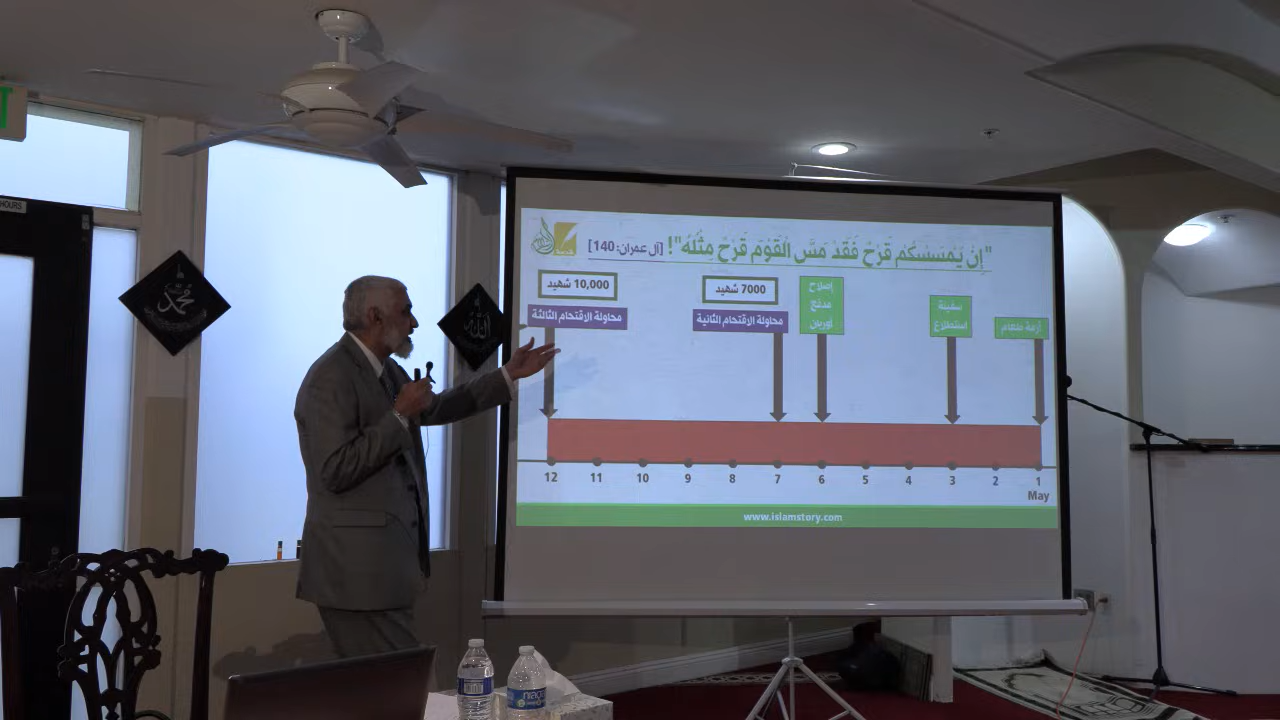 "إِنْ يَمْسَسْكُمْ قَرْحٌ فَقَدْ مَسَّ الْقَوْمَ قَرْحٌ مِثْلُهُ"! [آل عمران: 140]
أزمة طعام
سفينة
استطلاع
إصلاح
مدفع
أوربان
7000 شهيد
محاولة الاقتحام الثانية
10,000 شهيد
محاولة الاقتحام الثالثة
12 11 10 9 8 7 6 5 4 3 2 1
May
www.islamstory.com
HOURS
T
محمد
الله